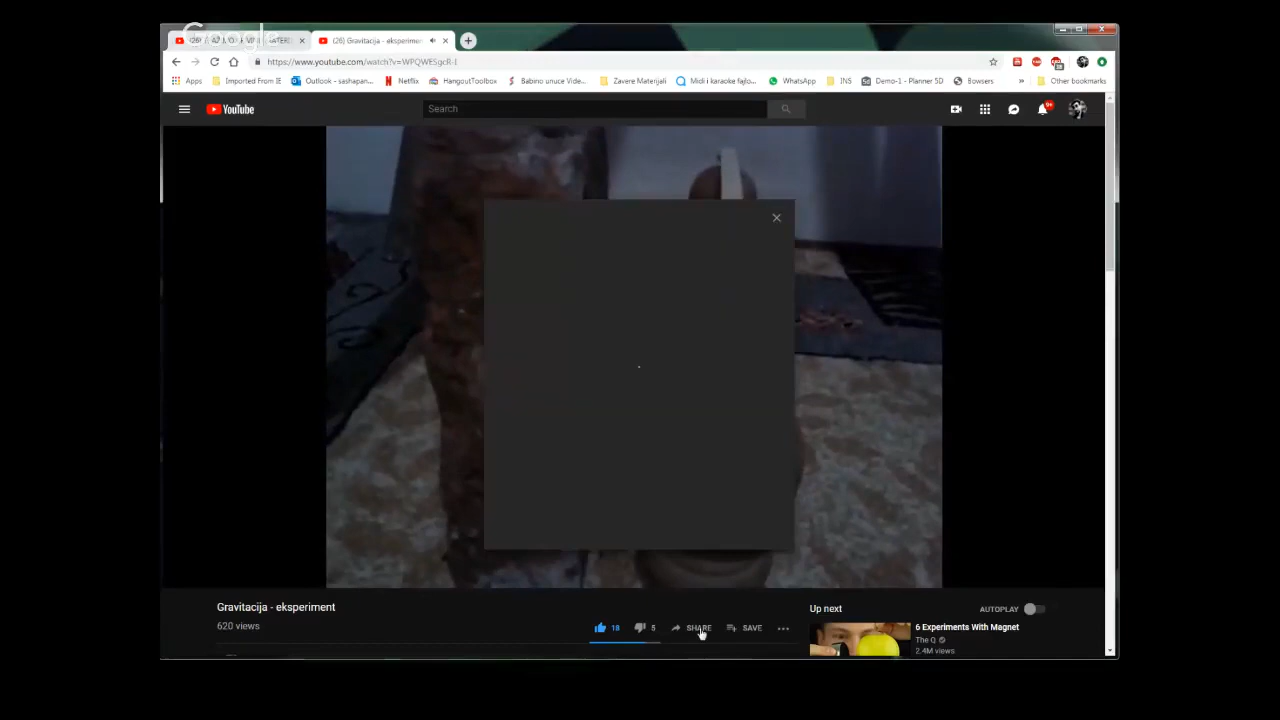 Google
(26) Gravitacija - eksperimen
https://www.youtube.com/watch?v=WPQWESgcR-I
Apps Imported From IE Outlook - sashapan... Netflix HangoutToolbox Babino unuce Vide... Zavere Materijali Midi i karaoke fajlo... WhatsApp INS Demo-1 - Planner 5D Bowsers » Other bookmarks
YouTube Search 9+
Gravitacija - eksperiment
620 views
18 5 SHARE SAVE
Up next AUTOPLAY
6 Experiments With Magnet
The Q
2.4M views